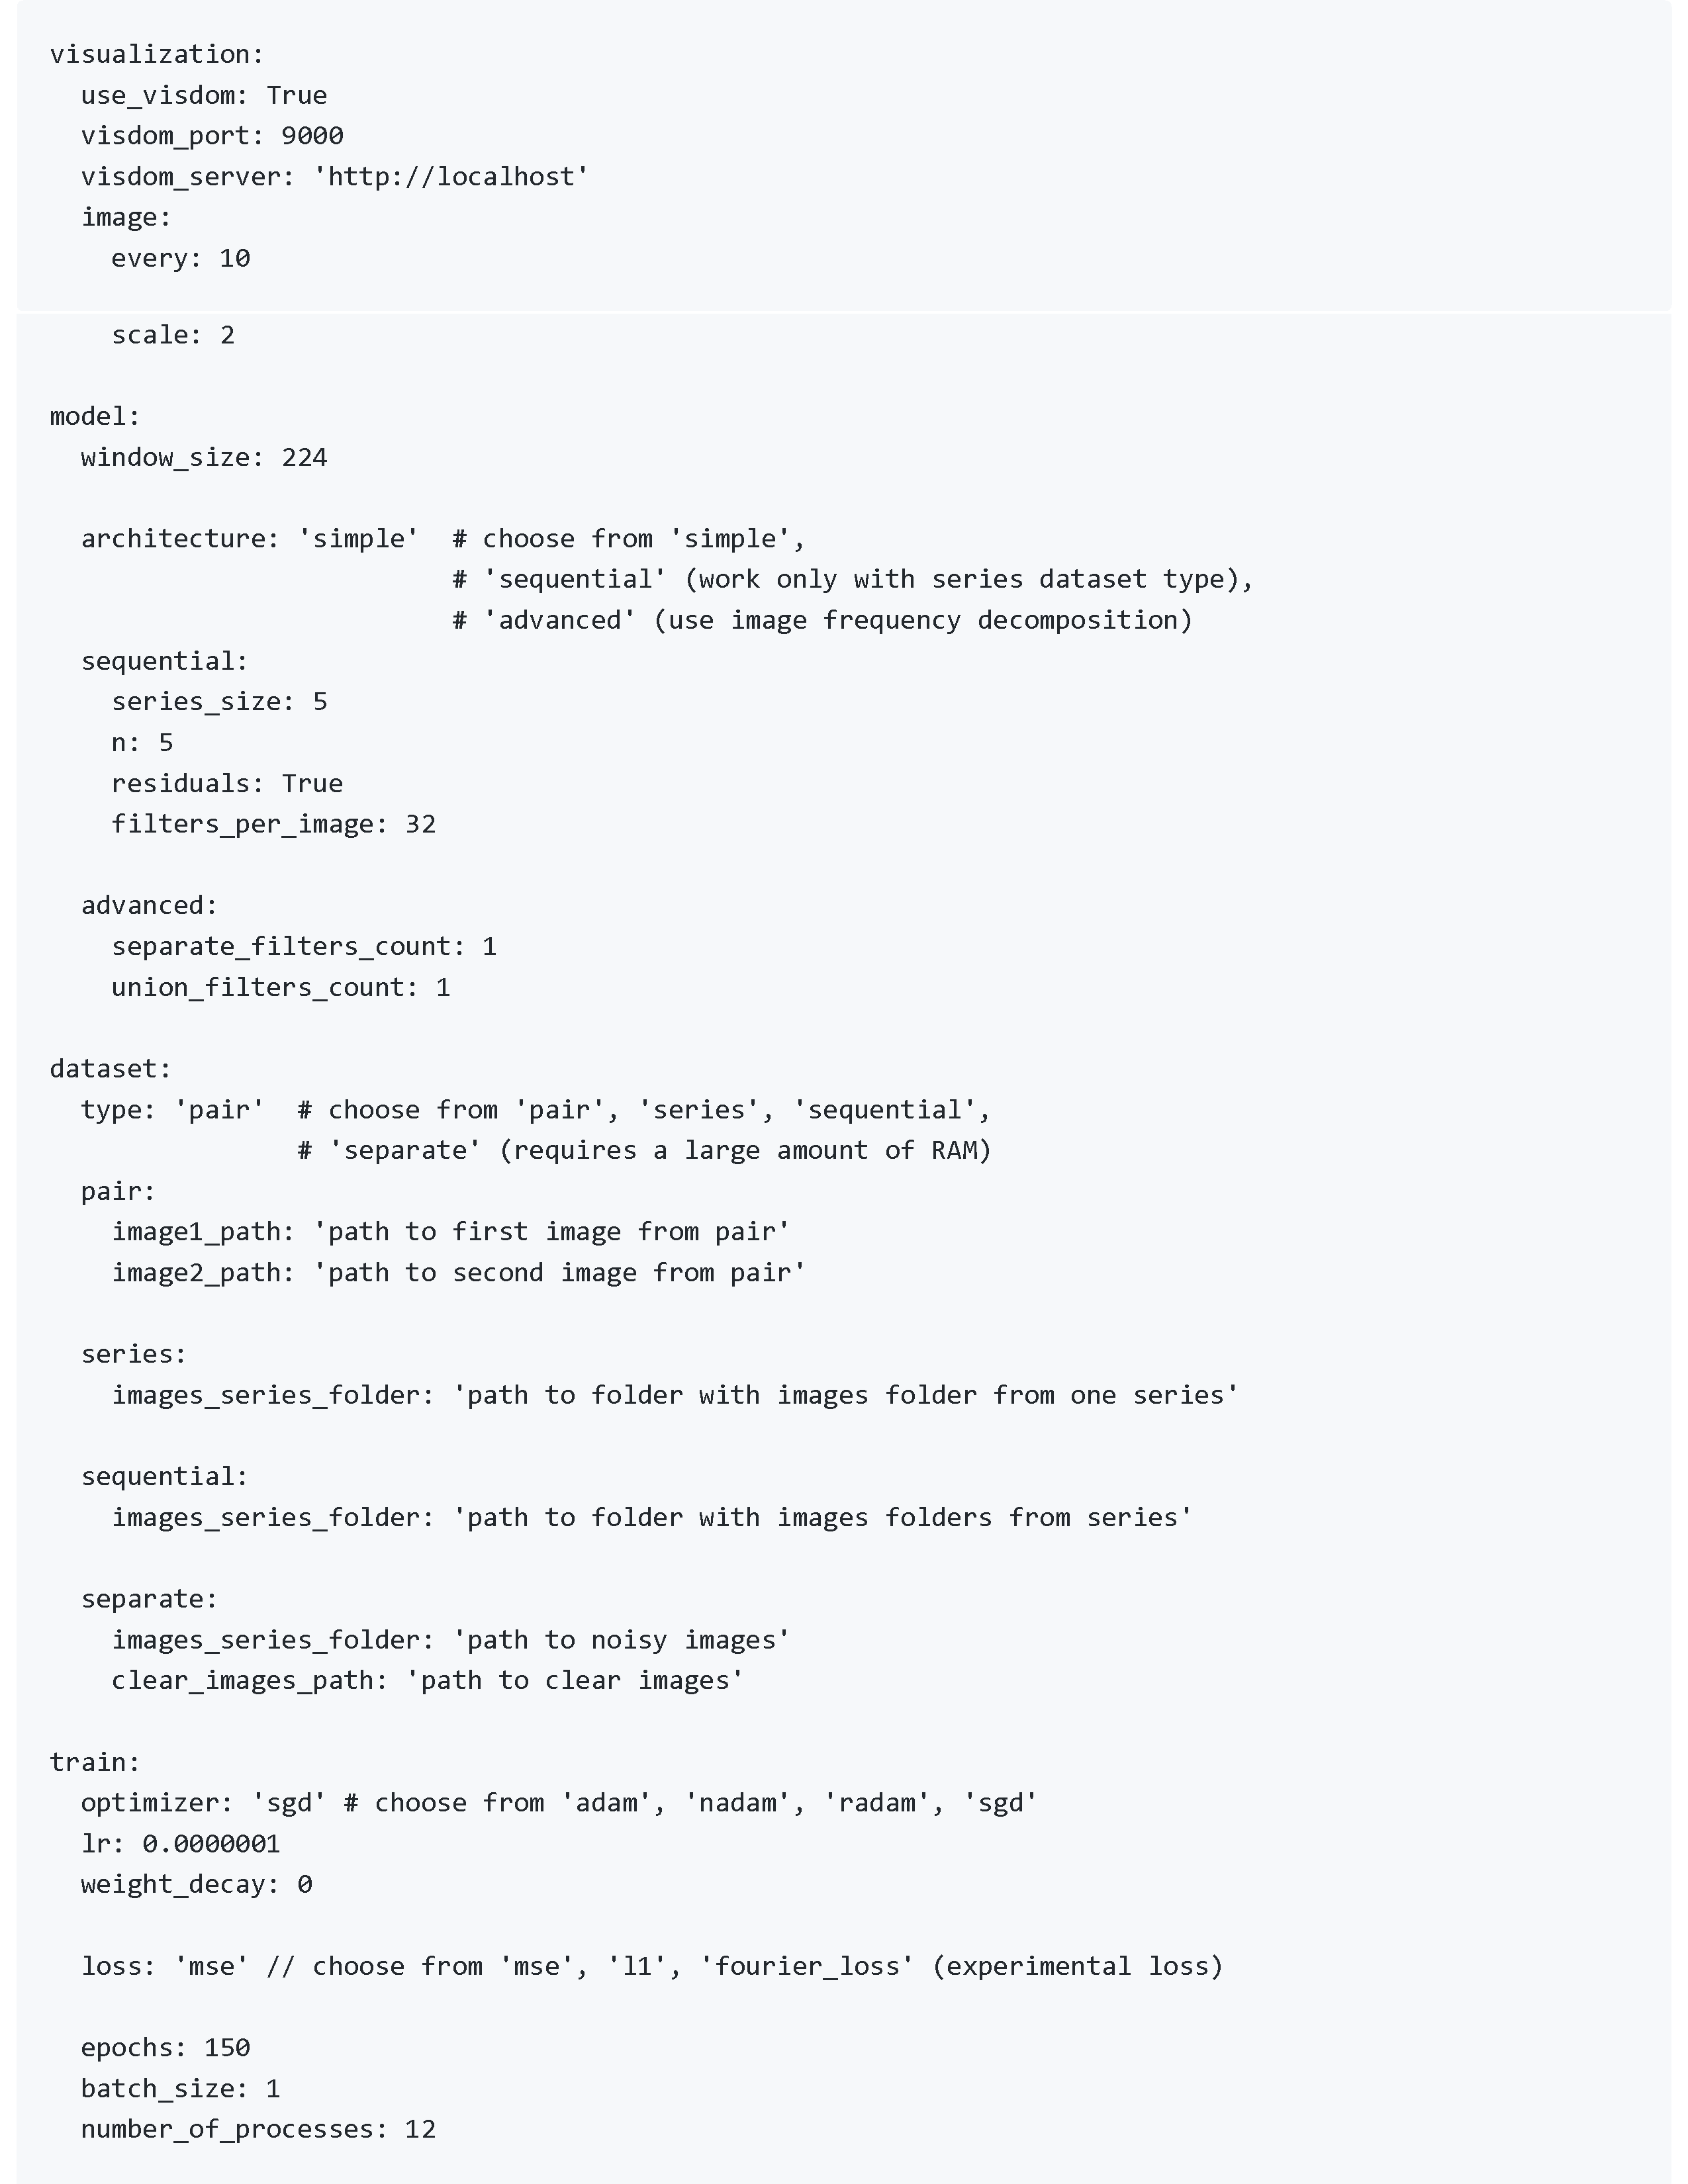 visualization:
  use_visdom: True
  visdom_port: 9000
  visdom_server: 'http://localhost'
  image:
    every: 10
    scale: 2

model:
  window_size: 224

  architecture: 'simple'  # choose from 'simple',
                          # 'sequential' (work only with series dataset type),
                          # 'advanced' (use image frequency decomposition)
  sequential:
    series_size: 5
    n: 5
    residuals: True
    filters_per_image: 32

  advanced:
    separate_filters_count: 1
    union_filters_count: 1

dataset:
  type: 'pair'  # choose from 'pair', 'series', 'sequential',
                # 'separate' (requires a large amount of RAM)
  pair:
    image1_path: 'path to first image from pair'
    image2_path: 'path to second image from pair'

  series:
    images_series_folder: 'path to folder with images folder from one series'

  sequential:
    images_series_folder: 'path to folder with images folders from series'

  separate:
    images_series_folder: 'path to noisy images'
    clear_images_path: 'path to clear images'

train:
  optimizer: 'sgd' # choose from 'adam', 'nadam', 'radam', 'sgd'
  lr: 0.0000001
  weight_decay: 0

  loss: 'mse' // choose from 'mse', 'l1', 'fourier_loss' (experimental loss)

  epochs: 150
  batch_size: 1
  number_of_processes: 12